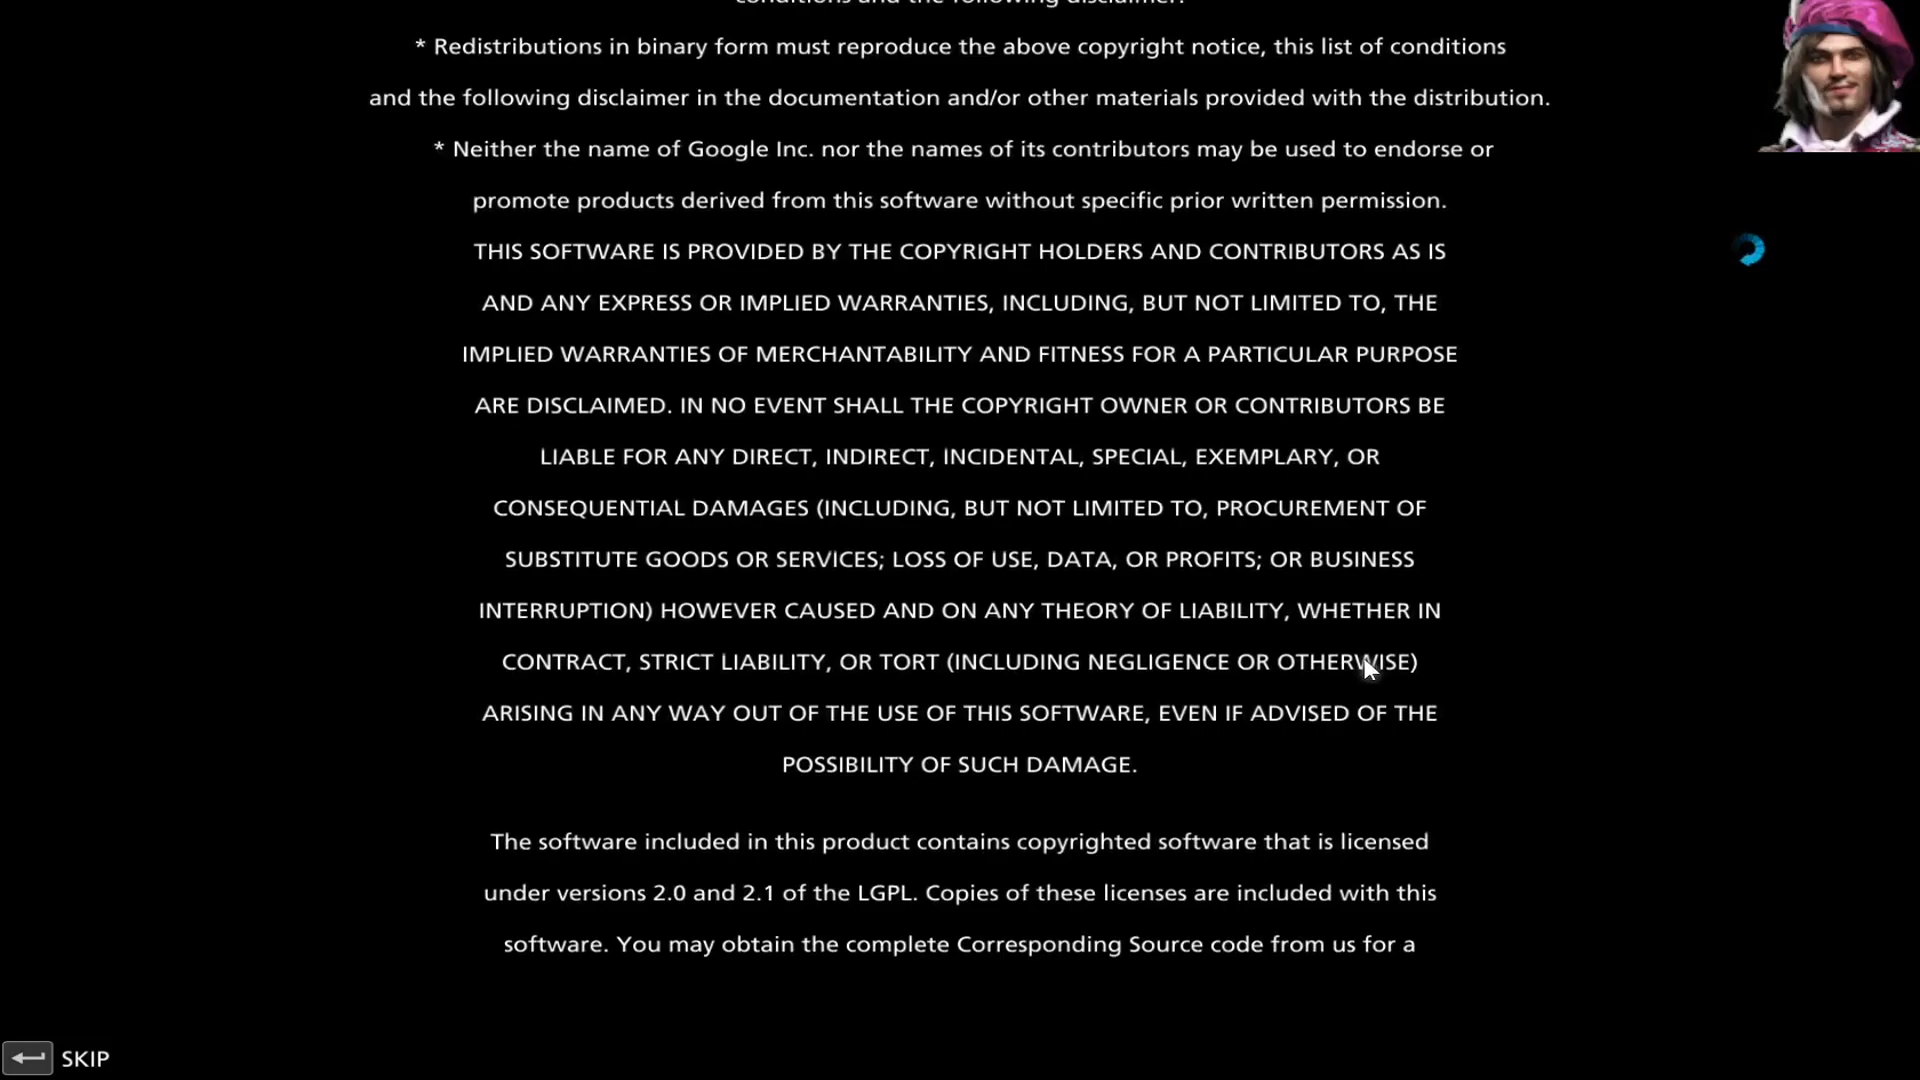 conditions and the following disclaimer.
* Redistributions in binary form must reproduce the above copyright notice, this list of conditions
and the following disclaimer in the documentation and/or other materials provided with the distribution.
* Neither the name of Google Inc. nor the names of its contributors may be used to endorse or
promote products derived from this software without specific prior written permission.
THIS SOFTWARE IS PROVIDED BY THE COPYRIGHT HOLDERS AND CONTRIBUTORS AS IS
AND ANY EXPRESS OR IMPLIED WARRANTIES, INCLUDING, BUT NOT LIMITED TO, THE
IMPLIED WARRANTIES OF MERCHANTABILITY AND FITNESS FOR A PARTICULAR PURPOSE
ARE DISCLAIMED. IN NO EVENT SHALL THE COPYRIGHT OWNER OR CONTRIBUTORS BE
LIABLE FOR ANY DIRECT, INDIRECT, INCIDENTAL, SPECIAL, EXEMPLARY, OR
CONSEQUENTIAL DAMAGES (INCLUDING, BUT NOT LIMITED TO, PROCUREMENT OF
SUBSTITUTE GOODS OR SERVICES; LOSS OF USE, DATA, OR PROFITS; OR BUSINESS
INTERRUPTION) HOWEVER CAUSED AND ON ANY THEORY OF LIABILITY, WHETHER IN
CONTRACT, STRICT LIABILITY, OR TORT (INCLUDING NEGLIGENCE OR OTHERWISE)
ARISING IN ANY WAY OUT OF THE USE OF THIS SOFTWARE, EVEN IF ADVISED OF THE
POSSIBILITY OF SUCH DAMAGE.
The software included in this product contains copyrighted software that is licensed
under versions 2.0 and 2.1 of the LGPL. Copies of these licenses are included with this
software. You may obtain the complete Corresponding Source code from us for a
SKIP